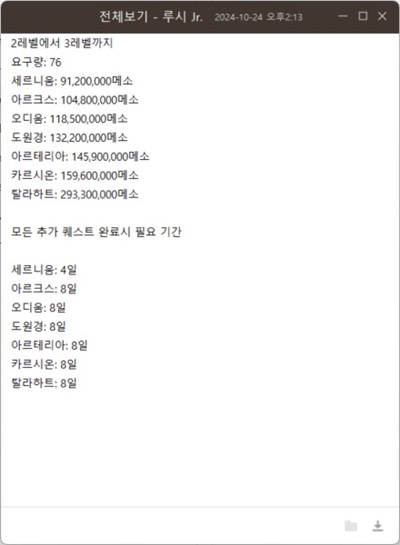 전체보기 - 루시 Jr. 2024-10-24 오후2:13
2레벨에서 3레벨까지
요구량: 76
세르니움: 91,200,000메소
아르크스: 104,800,000메소
오디움: 118,500,000메소
도원경: 132,200,000메소
아르테리아: 145,900,000메소
카르시온: 159,600,000메소
탈라하트: 293,300,000메소
모든 추가 퀘스트 완료시 필요 기간
세르니움: 4일
아르크스: 8일
오디움: 8일
도원경: 8일
아르테리아: 8일
카르시온: 8일
탈라하트: 8일